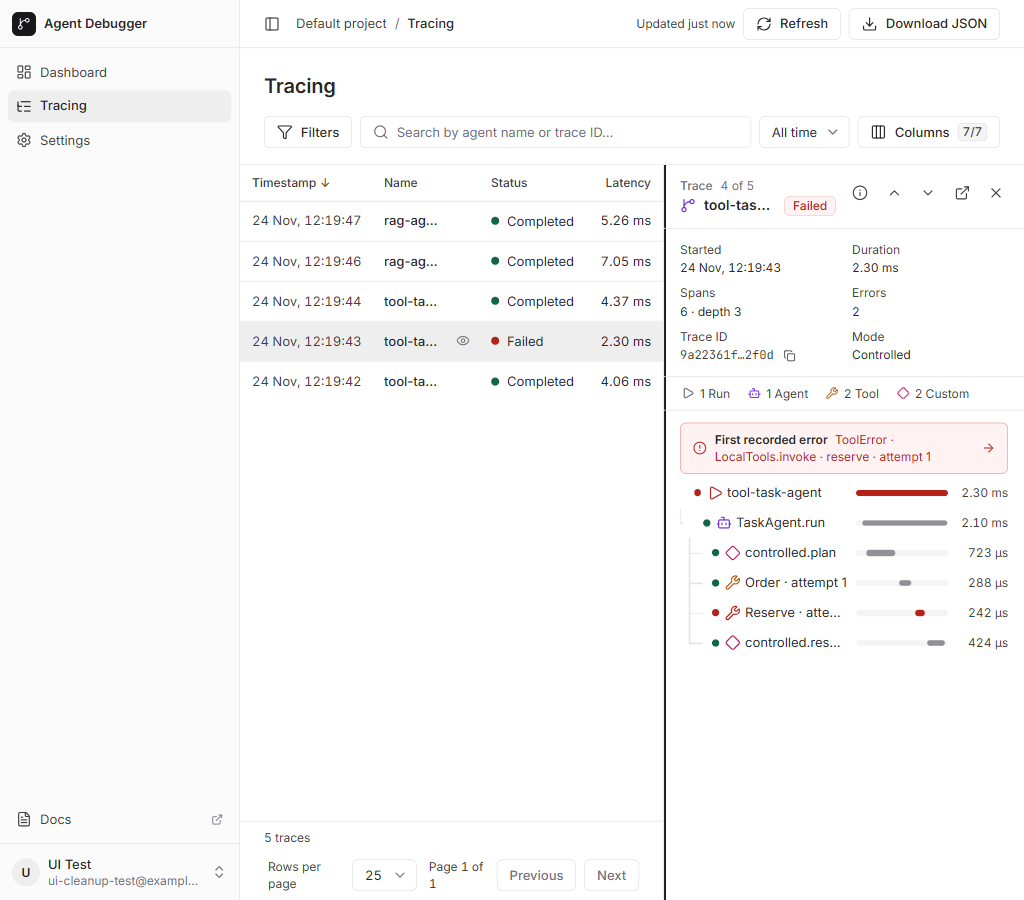 Agent Debugger
Default project / Tracing
Updated just now
Refresh
Download JSON
Dashboard
Tracing
Settings
Tracing
Filters
Search by agent name or trace ID...
All time
Columns 7/7
Timestamp Name Status Latency
24 Nov, 12:19:47 rag-ag... Completed 5.26 ms
24 Nov, 12:19:46 rag-ag... Completed 7.05 ms
24 Nov, 12:19:44 tool-ta... Completed 4.37 ms
24 Nov, 12:19:43 tool-ta... Failed 2.30 ms
24 Nov, 12:19:42 tool-ta... Completed 4.06 ms
Trace 4 of 5
tool-tas... Failed
Started Duration
24 Nov, 12:19:43 2.30 ms
Spans Errors
6 · depth 3 2
Trace ID Mode
9a22361f…2f0d Controlled
1 Run 1 Agent 2 Tool 2 Custom
First recorded error ToolError ·
LocalTools.invoke · reserve · attempt 1
tool-task-agent 2.30 ms
TaskAgent.run 2.10 ms
controlled.plan 723 µs
Order · attempt 1 288 µs
Reserve · atte... 242 µs
controlled.res... 424 µs
5 traces
Rows per
page
25
Page 1 of
1
Previous
Next
Docs
U
UI Test
ui-cleanup-test@exampl...